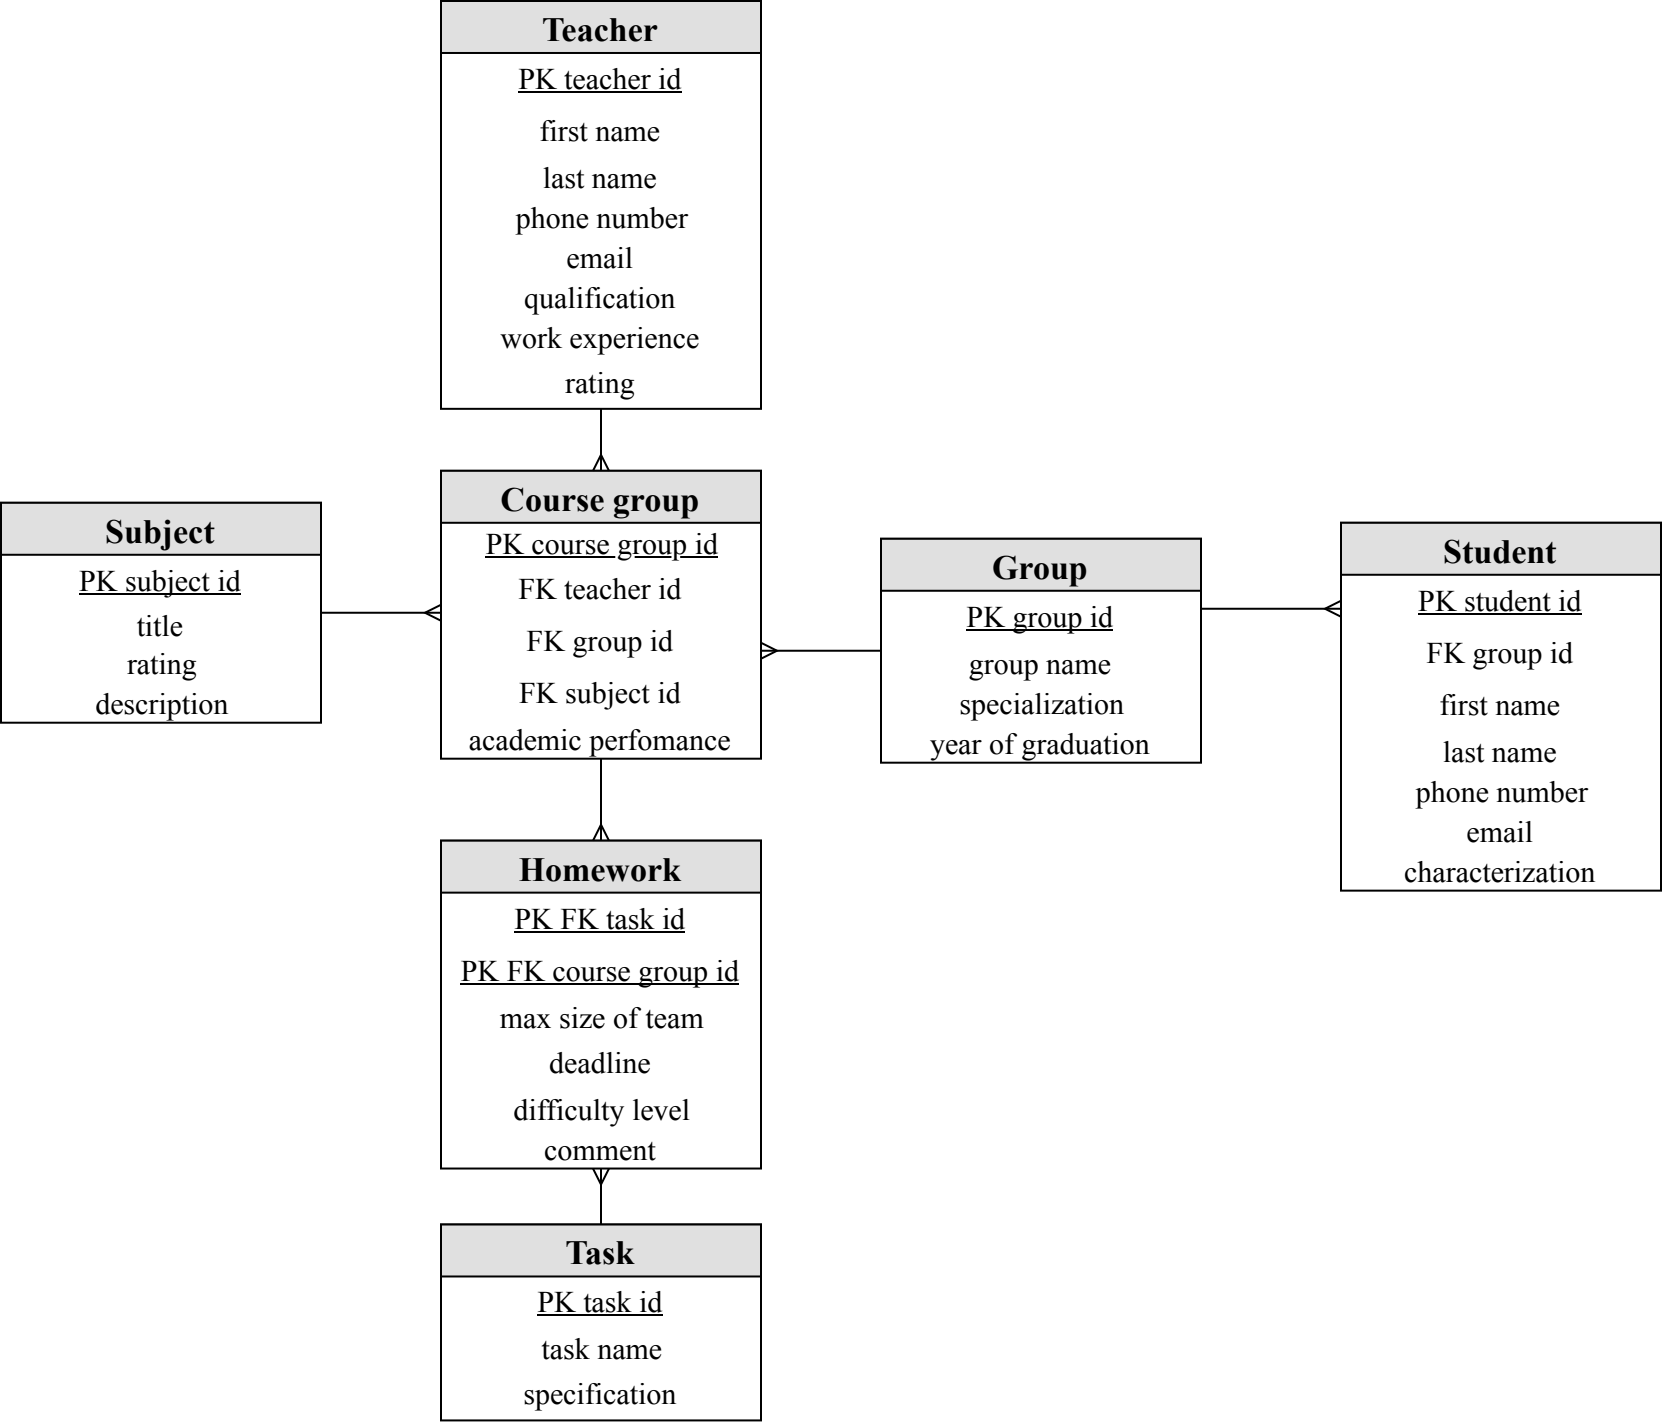 Teacher
PK teacher id
first name
last name
phone number
email
qualification
work experience
rating
Subject
PK subject id
title
rating
description
Course group
PK course group id
FK teacher id
FK group id
FK subject id
academic perfomance
Group
PK group id
group name
specialization
year of graduation
Student
PK student id
FK group id
first name
last name
phone number
email
characterization
Homework
PK FK task id
PK FK course group id
max size of team
deadline
difficulty level
comment
Task
PK task id
task name
specification